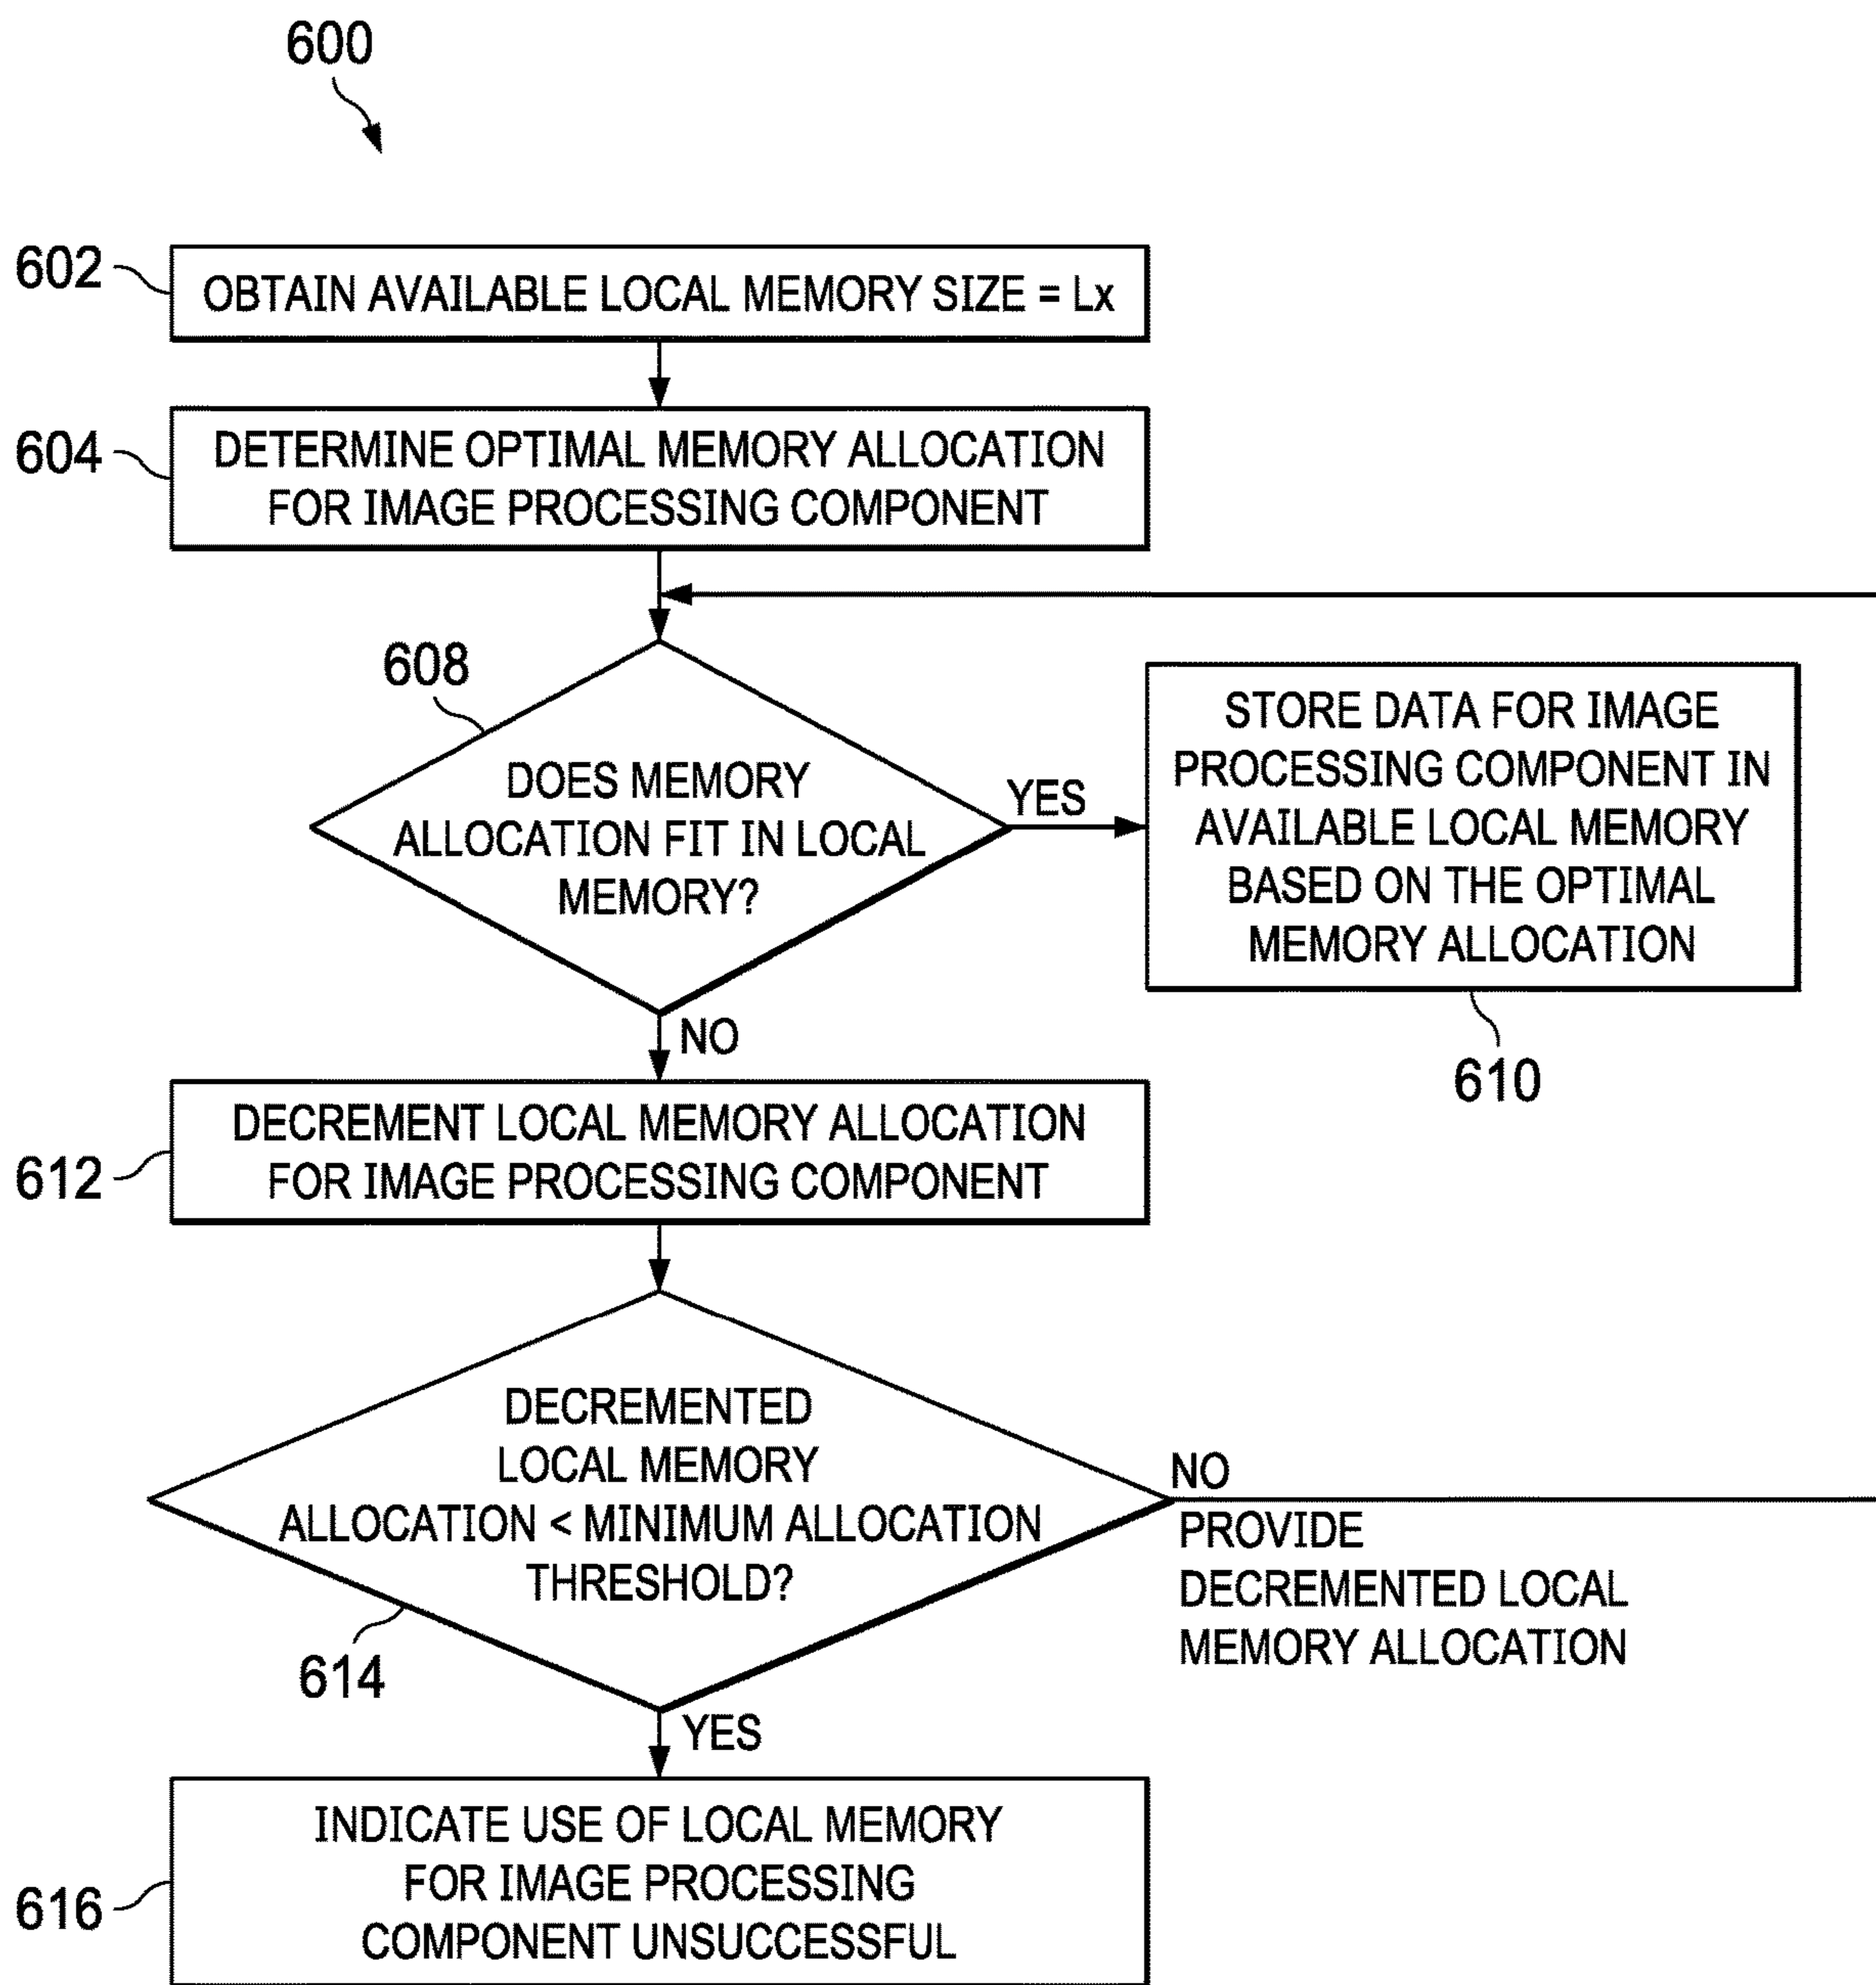 600
602
OBTAIN AVAILABLE LOCAL MEMORY SIZE = Lx
604
DETERMINE OPTIMAL MEMORY ALLOCATION
FOR IMAGE PROCESSING COMPONENT
608
DOES MEMORY
ALLOCATION FIT IN LOCAL
MEMORY?
YES
STORE DATA FOR IMAGE
PROCESSING COMPONENT IN
AVAILABLE LOCAL MEMORY
BASED ON THE OPTIMAL
MEMORY ALLOCATION
610
NO
612
DECREMENT LOCAL MEMORY ALLOCATION
FOR IMAGE PROCESSING COMPONENT
DECREMENTED
LOCAL MEMORY
ALLOCATION < MINIMUM ALLOCATION
THRESHOLD?
614
NO
PROVIDE
DECREMENTED LOCAL
MEMORY ALLOCATION
YES
616
INDICATE USE OF LOCAL MEMORY
FOR IMAGE PROCESSING
COMPONENT UNSUCCESSFUL